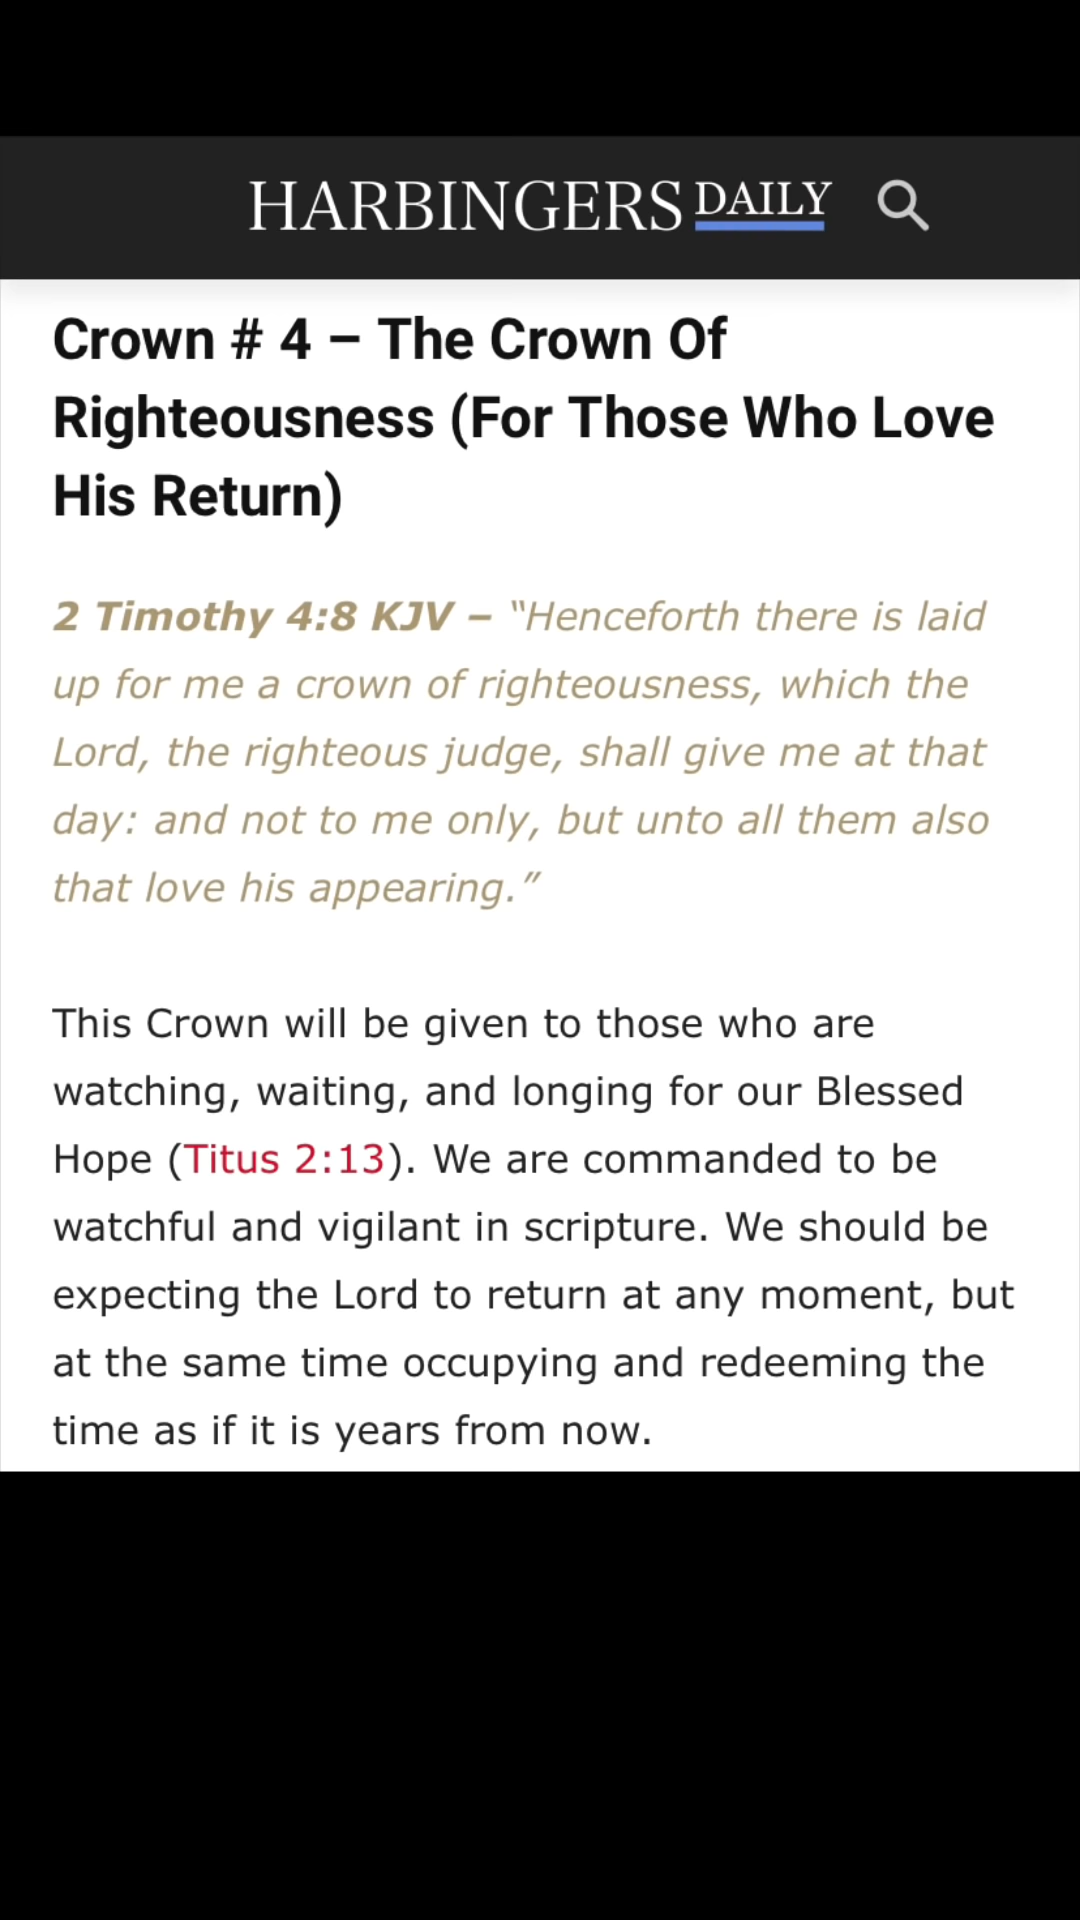 HARBINGERS DAILY
Crown # 4 – The Crown Of
Righteousness (For Those Who Love
His Return)
2 Timothy 4:8 KJV – “Henceforth there is laid
up for me a crown of righteousness, which the
Lord, the righteous judge, shall give me at that
day: and not to me only, but unto all them also
that love his appearing.”
This Crown will be given to those who are
watching, waiting, and longing for our Blessed
Hope (Titus 2:13). We are commanded to be
watchful and vigilant in scripture. We should be
expecting the Lord to return at any moment, but
at the same time occupying and redeeming the
time as if it is years from now.